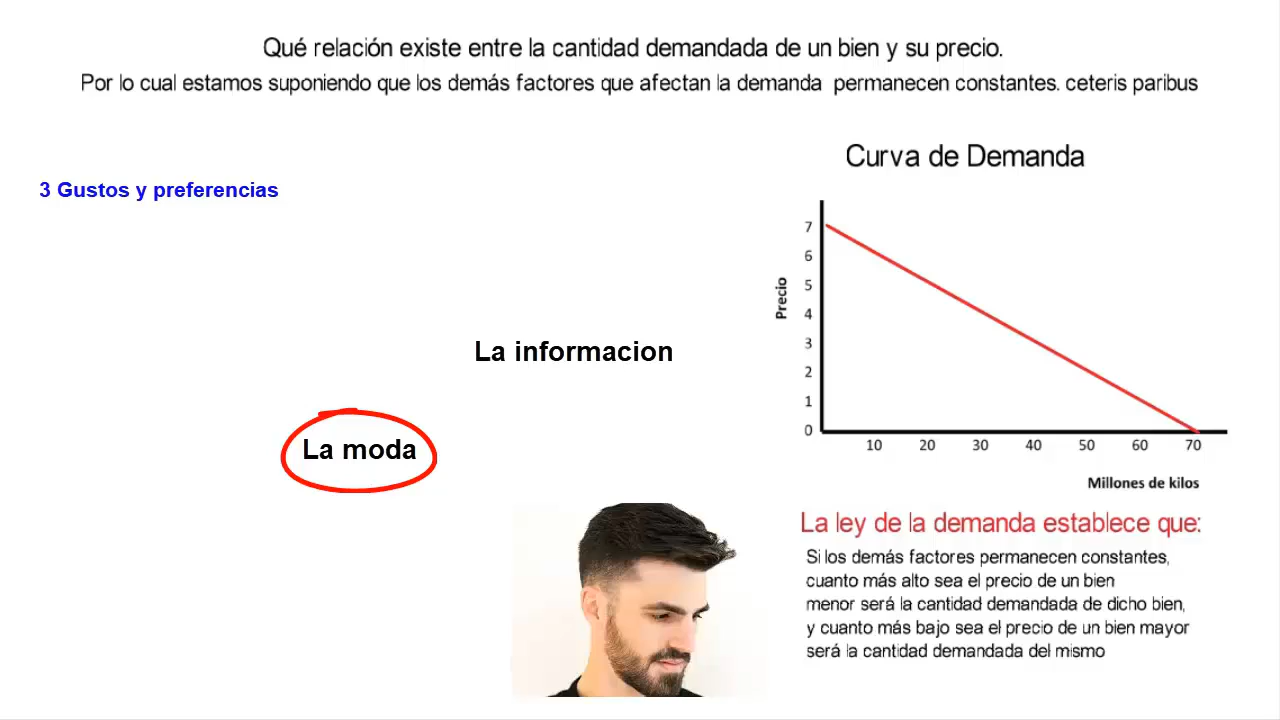 Qué relación existe entre la cantidad demandada de un bien y su precio.
Por lo cual estamos suponiendo que los demás factores que afectan la demanda permanecen constantes. ceteris paribus
3 Gustos y preferencias
La informacion
La moda
Curva de Demanda
Precio
7
6
5
4
3
2
1
0
10 20 30 40 50 60 70
Millones de kilos
La ley de la demanda establece que:
Si los demás factores permanecen constantes,
cuanto más alto sea el precio de un bien
menor será la cantidad demandada de dicho bien,
y cuanto más bajo sea el precio de un bien mayor
será la cantidad demandada del mismo